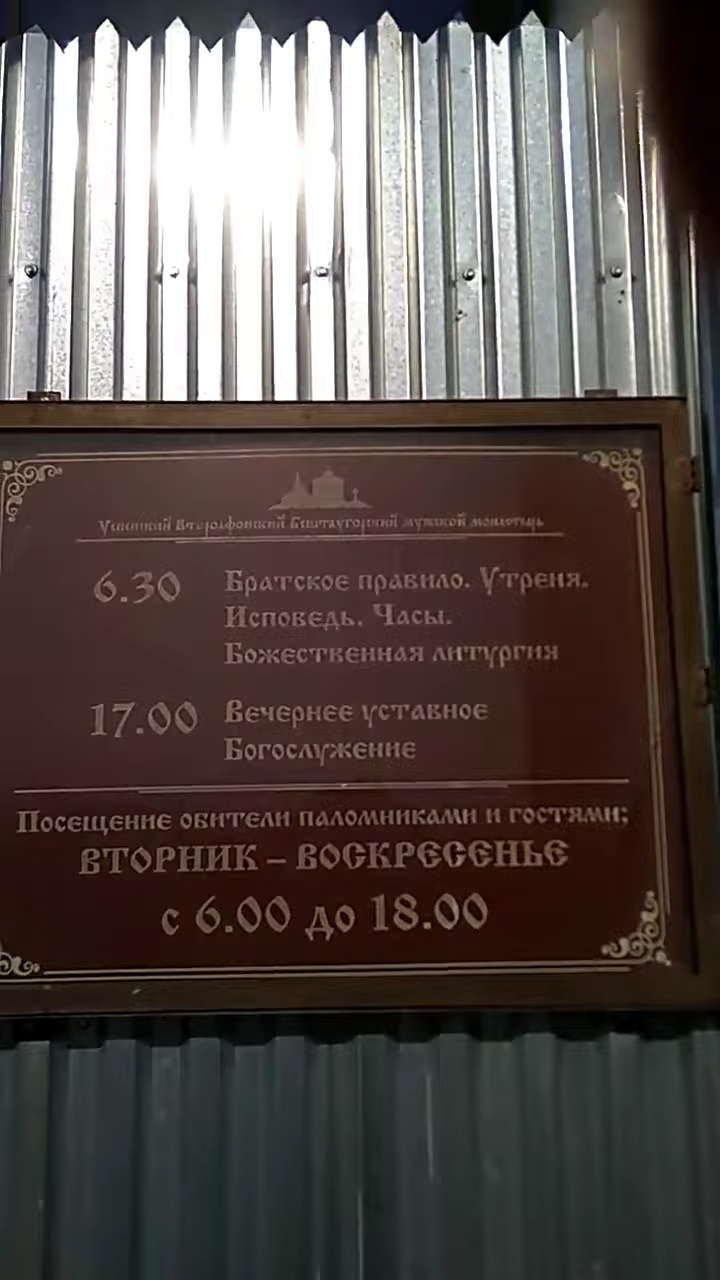 Успенский Второафонский Бештаугорский мужской монастырь
6.30 Братское правило. Утреня.
Исповедь. Часы.
Божественная литургия
17.00 Вечернее уставное
Богослужение
Посещение обители паломниками и гостями:
ВТОРНИК – ВОСКРЕСЕНЬЕ
с 6.00 до 18.00